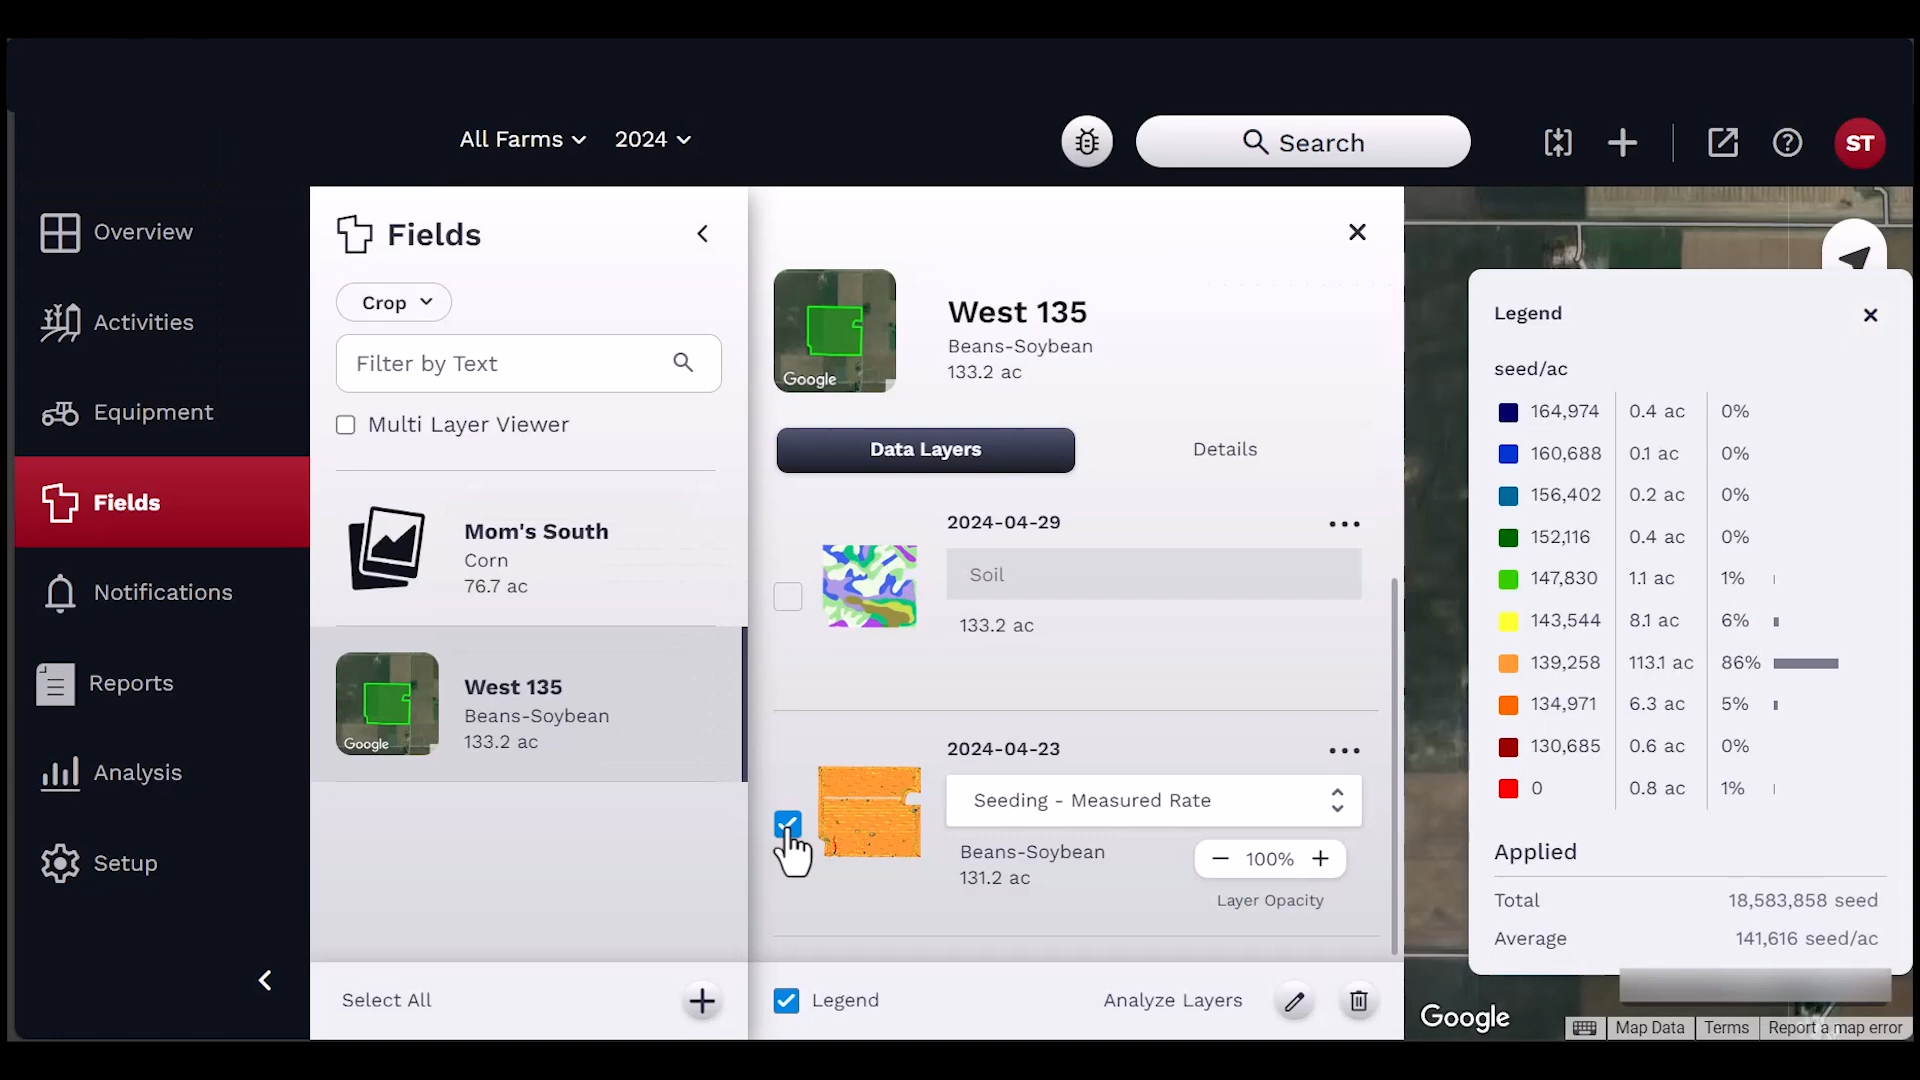 All Farms
2024
Search
ST
Overview
Activities
Equipment
Fields
Notifications
Reports
Analysis
Setup
Fields
Crop
Filter by Text
Multi Layer Viewer
Mom's South
Corn
76.7 ac
Google
West 135
Beans-Soybean
133.2 ac
Select All
Google
West 135
Beans-Soybean
133.2 ac
Data Layers
Details
2024-04-29
Soil
133.2 ac
2024-04-23
Seeding - Measured Rate
Beans-Soybean
131.2 ac
100%
Layer Opacity
Legend
Analyze Layers
Legend
seed/ac
164,974 0.4 ac 0%
160,688 0.1 ac 0%
156,402 0.2 ac 0%
152,116 0.4 ac 0%
147,830 1.1 ac 1%
143,544 8.1 ac 6%
139,258 113.1 ac 86%
134,971 6.3 ac 5%
130,685 0.6 ac 0%
0 0.8 ac 1%
Applied
Total 18,583,858 seed
Average 141,616 seed/ac
Google
Map Data Terms Report a map error